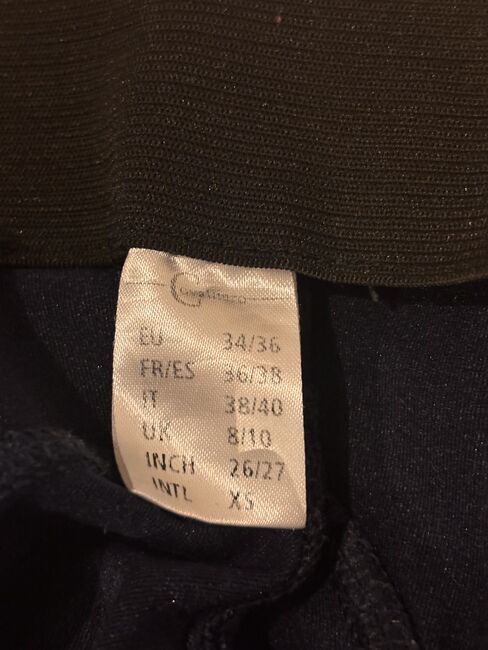 EU 34/36
FR/ES 36/38
IT 38/40
UK 8/10
INCH 26/27
INTL XS